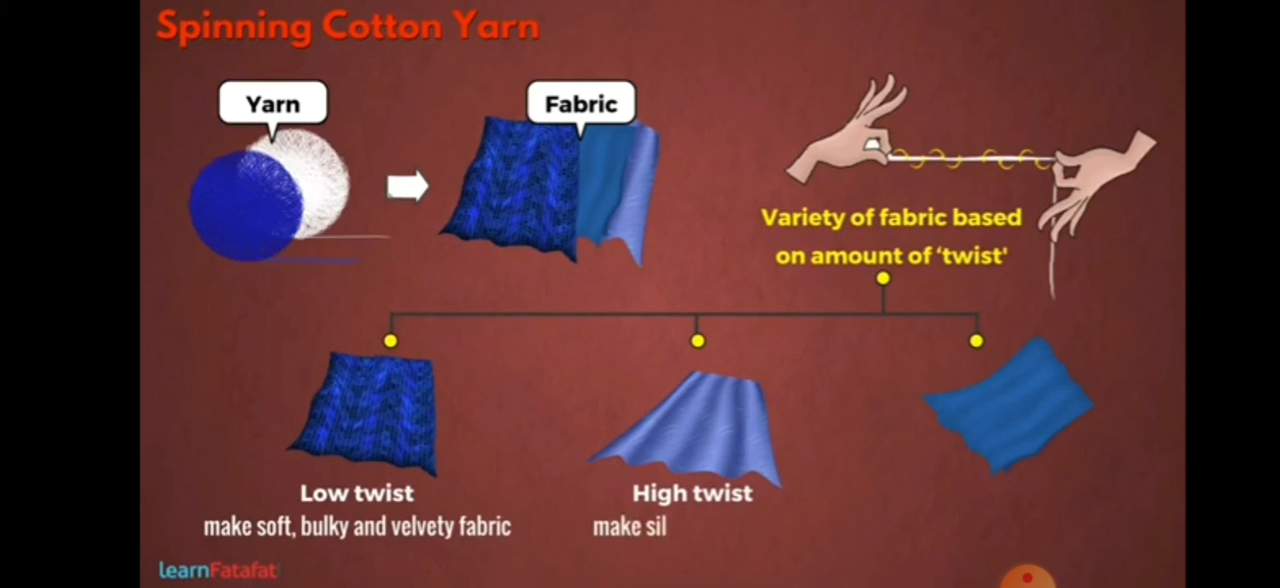 Spinning Cotton Yarn
Yarn
Fabric
Variety of fabric based
on amount of ‘twist'
Low twist
make soft, bulky and velvety fabric
High twist
make sil
learnFatafat